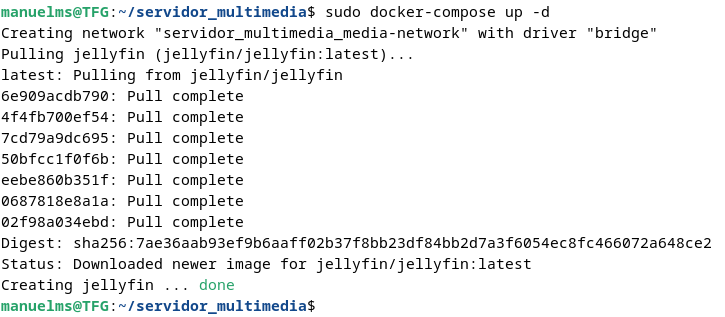 manuelms@TFG:~/servidor_multimedia$ sudo docker-compose up -d
Creating network "servidor_multimedia_media-network" with driver "bridge"
Pulling jellyfin (jellyfin/jellyfin:latest)...
latest: Pulling from jellyfin/jellyfin
6e909acdb790: Pull complete
4f4fb700ef54: Pull complete
7cd79a9dc695: Pull complete
50bfcc1f0f6b: Pull complete
eebe860b351f: Pull complete
0687818e8a1a: Pull complete
02f98a034ebd: Pull complete
Digest: sha256:7ae36aab93ef9b6aaff02b37f8bb23df84bb2d7a3f6054ec8fc466072a648ce2
Status: Downloaded newer image for jellyfin/jellyfin:latest
Creating jellyfin ... done
manuelms@TFG:~/servidor_multimedia$